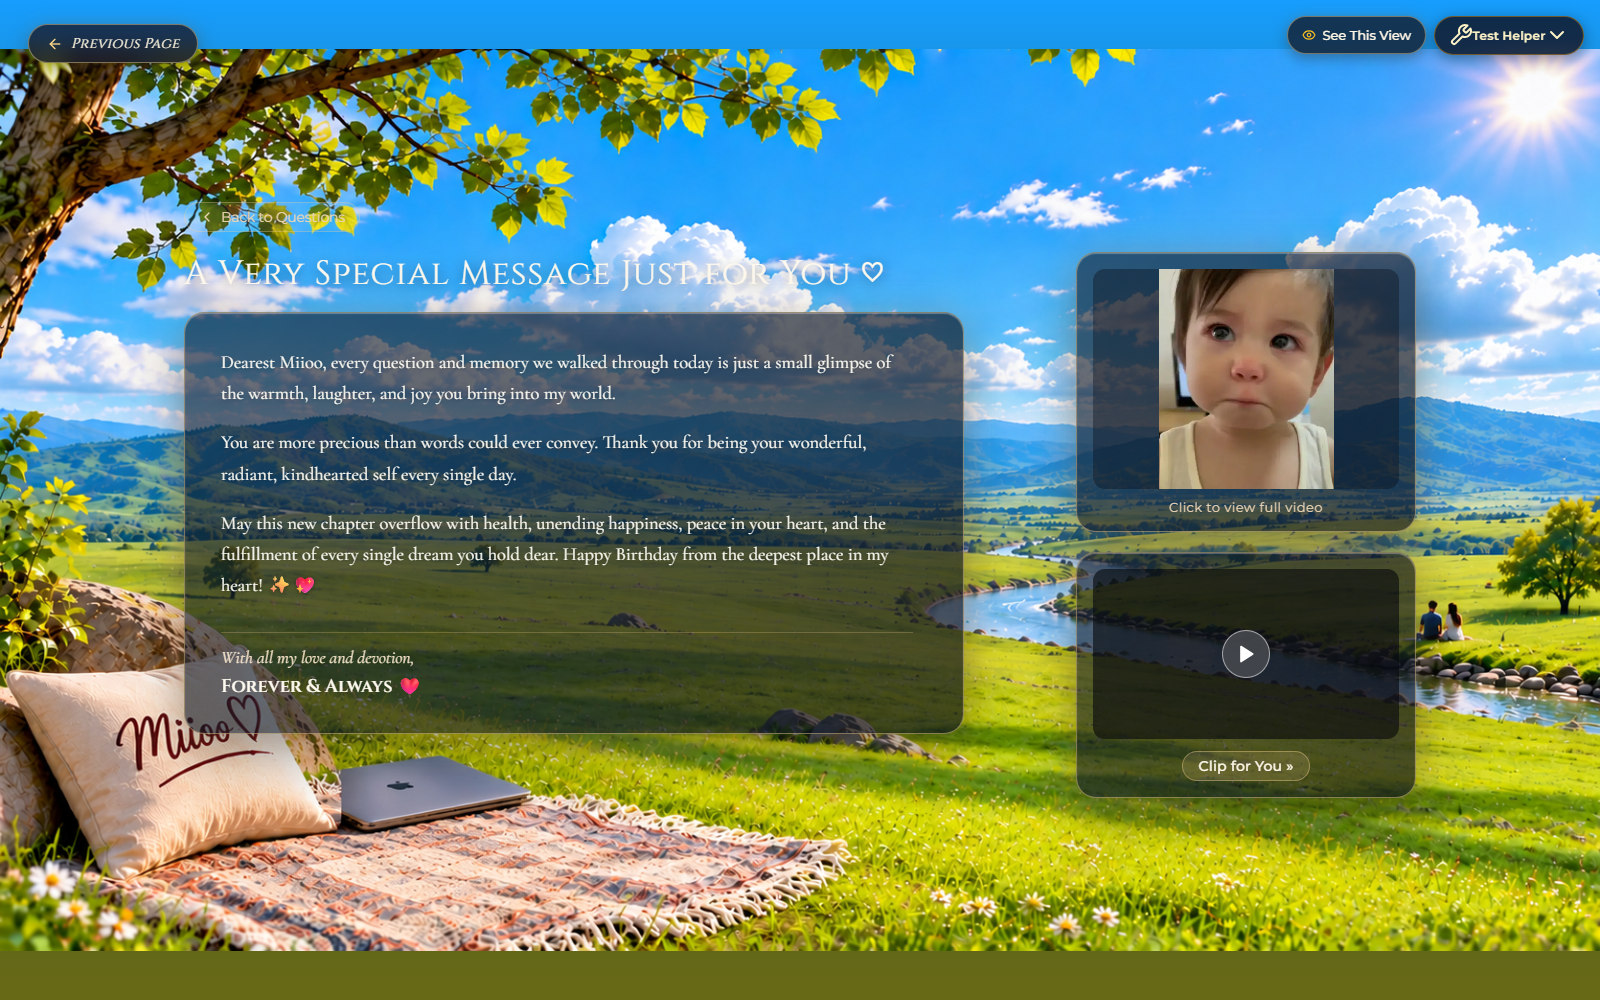 Previous Page
See This View
Test Helper
Back to Questions
A Very Special Message Just for You ♡
Dearest Miioo, every question and memory we walked through today is just a small glimpse of
the warmth, laughter, and joy you bring into my world.
You are more precious than words could ever convey. Thank you for being your wonderful,
radiant, kindhearted self every single day.
May this new chapter overflow with health, unending happiness, peace in your heart, and the
fulfillment of every single dream you hold dear. Happy Birthday from the deepest place in my
heart! ✨ 💖
With all my love and devotion,
Forever & Always ❤️
Miioo♡
Click to view full video
Clip for You »